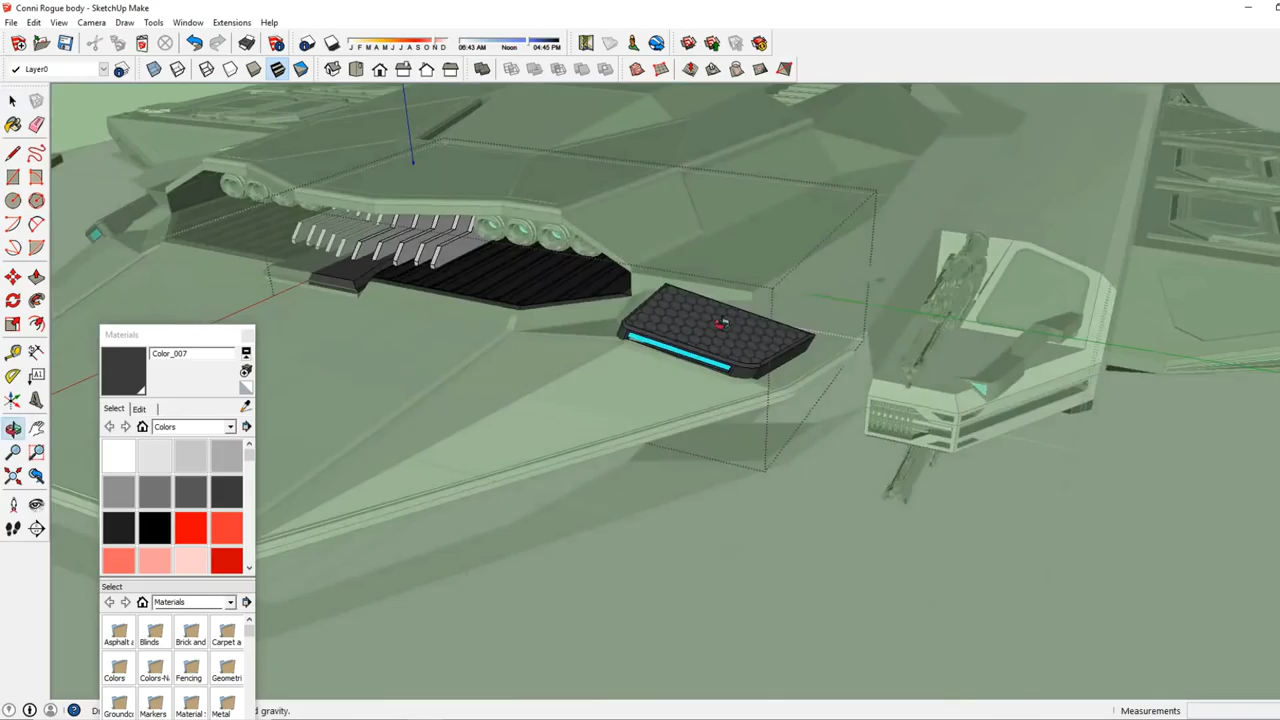 Conni Rogue body - SketchUp Make
File Edit View Camera Draw Tools Window Extensions Help
J F M A M J J A S O N D 06:43 AM Noon 04:45 PM
Layer0
Materials
Color_007
Select Edit
Colors
Select
Materials
Asphalt a Blinds Brick and Carpet a
Colors Colors-N Fencing Geometri
Groundc Markers Material Metal
gravity. Measurements